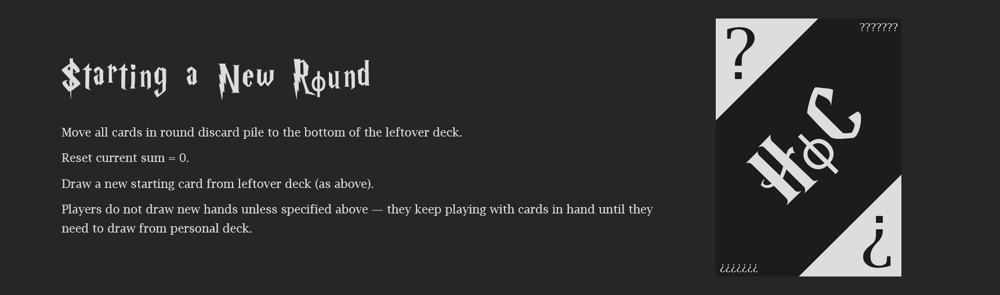 Starting a New Rϕund
Move all cards in round discard pile to the bottom of the leftover deck.
Reset current sum = 0.
Draw a new starting card from leftover deck (as above).
Players do not draw new hands unless specified above — they keep playing with cards in hand until they
need to draw from personal deck.
?
???????
HϕC
¿
¿¿¿¿¿¿¿